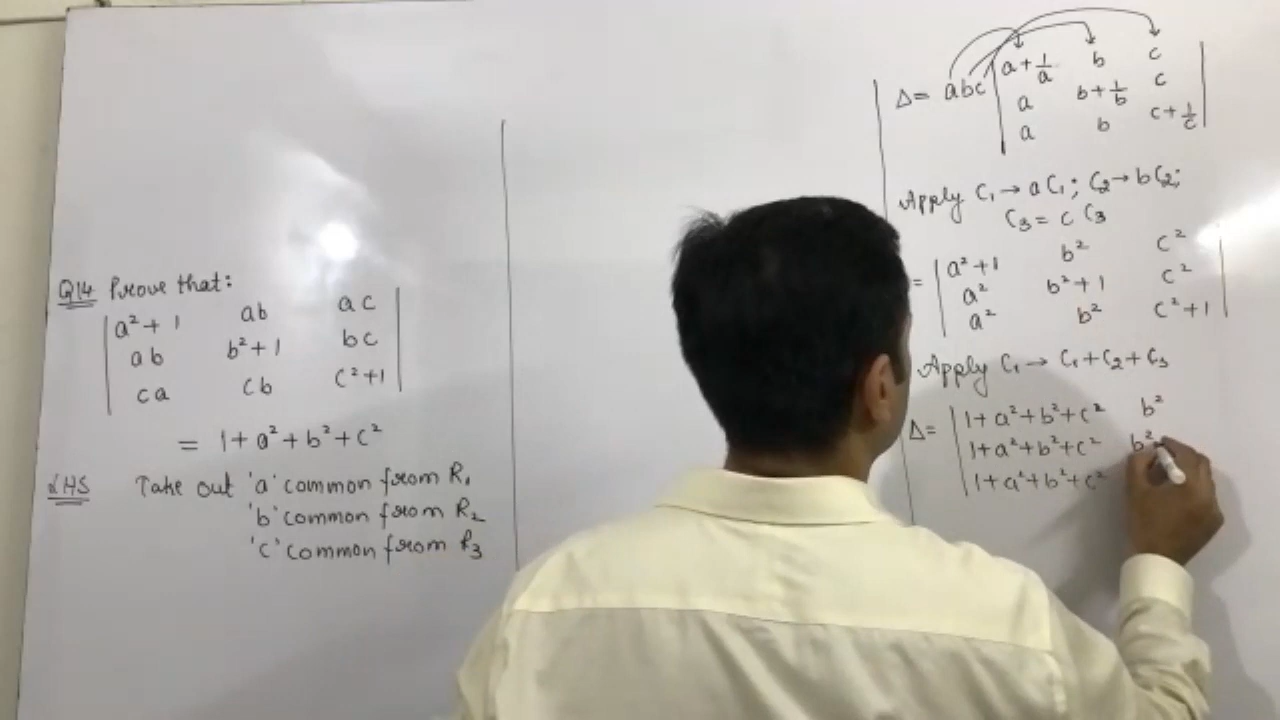 Q14 Prove that:
a² + 1 ab ac
ab b² + 1 bc
ca cb c² + 1
= 1 + a² + b² + c²
LHS Take out 'a' common from R₁
'b' common from R₂
'c' common from R₃
Δ = abc | a + 1/a b c |
a b + 1/b c
a b c + 1/c
Apply C₁ → aC₁; C₂ → bC₂;
C₃ = c C₃
= | a² + 1 b² c² |
a² b² + 1 c²
a² b² c² + 1
Apply C₁ → C₁ + C₂ + C₃
Δ = | 1 + a² + b² + c² b²
1 + a² + b² + c² b²
1 + a² + b² + c²